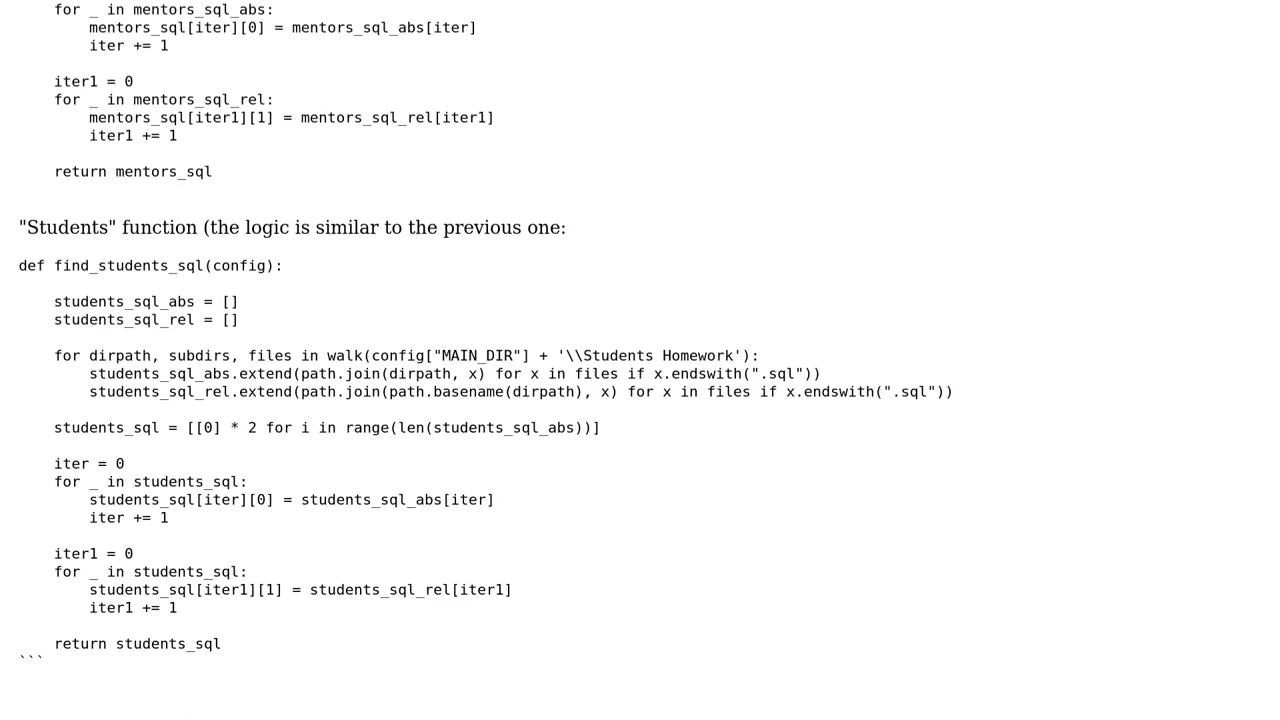 for _ in mentors_sql_abs:
        mentors_sql[iter][0] = mentors_sql_abs[iter]
        iter += 1

    iter1 = 0
    for _ in mentors_sql_rel:
        mentors_sql[iter1][1] = mentors_sql_rel[iter1]
        iter1 += 1

    return mentors_sql

"Students" function (the logic is similar to the previous one:

def find_students_sql(config):

    students_sql_abs = []
    students_sql_rel = []

    for dirpath, subdirs, files in walk(config["MAIN_DIR"] + '\\Students Homework'):
        students_sql_abs.extend(path.join(dirpath, x) for x in files if x.endswith(".sql"))
        students_sql_rel.extend(path.join(path.basename(dirpath), x) for x in files if x.endswith(".sql"))

    students_sql = [[0] * 2 for i in range(len(students_sql_abs))]

    iter = 0
    for _ in students_sql:
        students_sql[iter][0] = students_sql_abs[iter]
        iter += 1

    iter1 = 0
    for _ in students_sql:
        students_sql[iter1][1] = students_sql_rel[iter1]
        iter1 += 1

    return students_sql
```